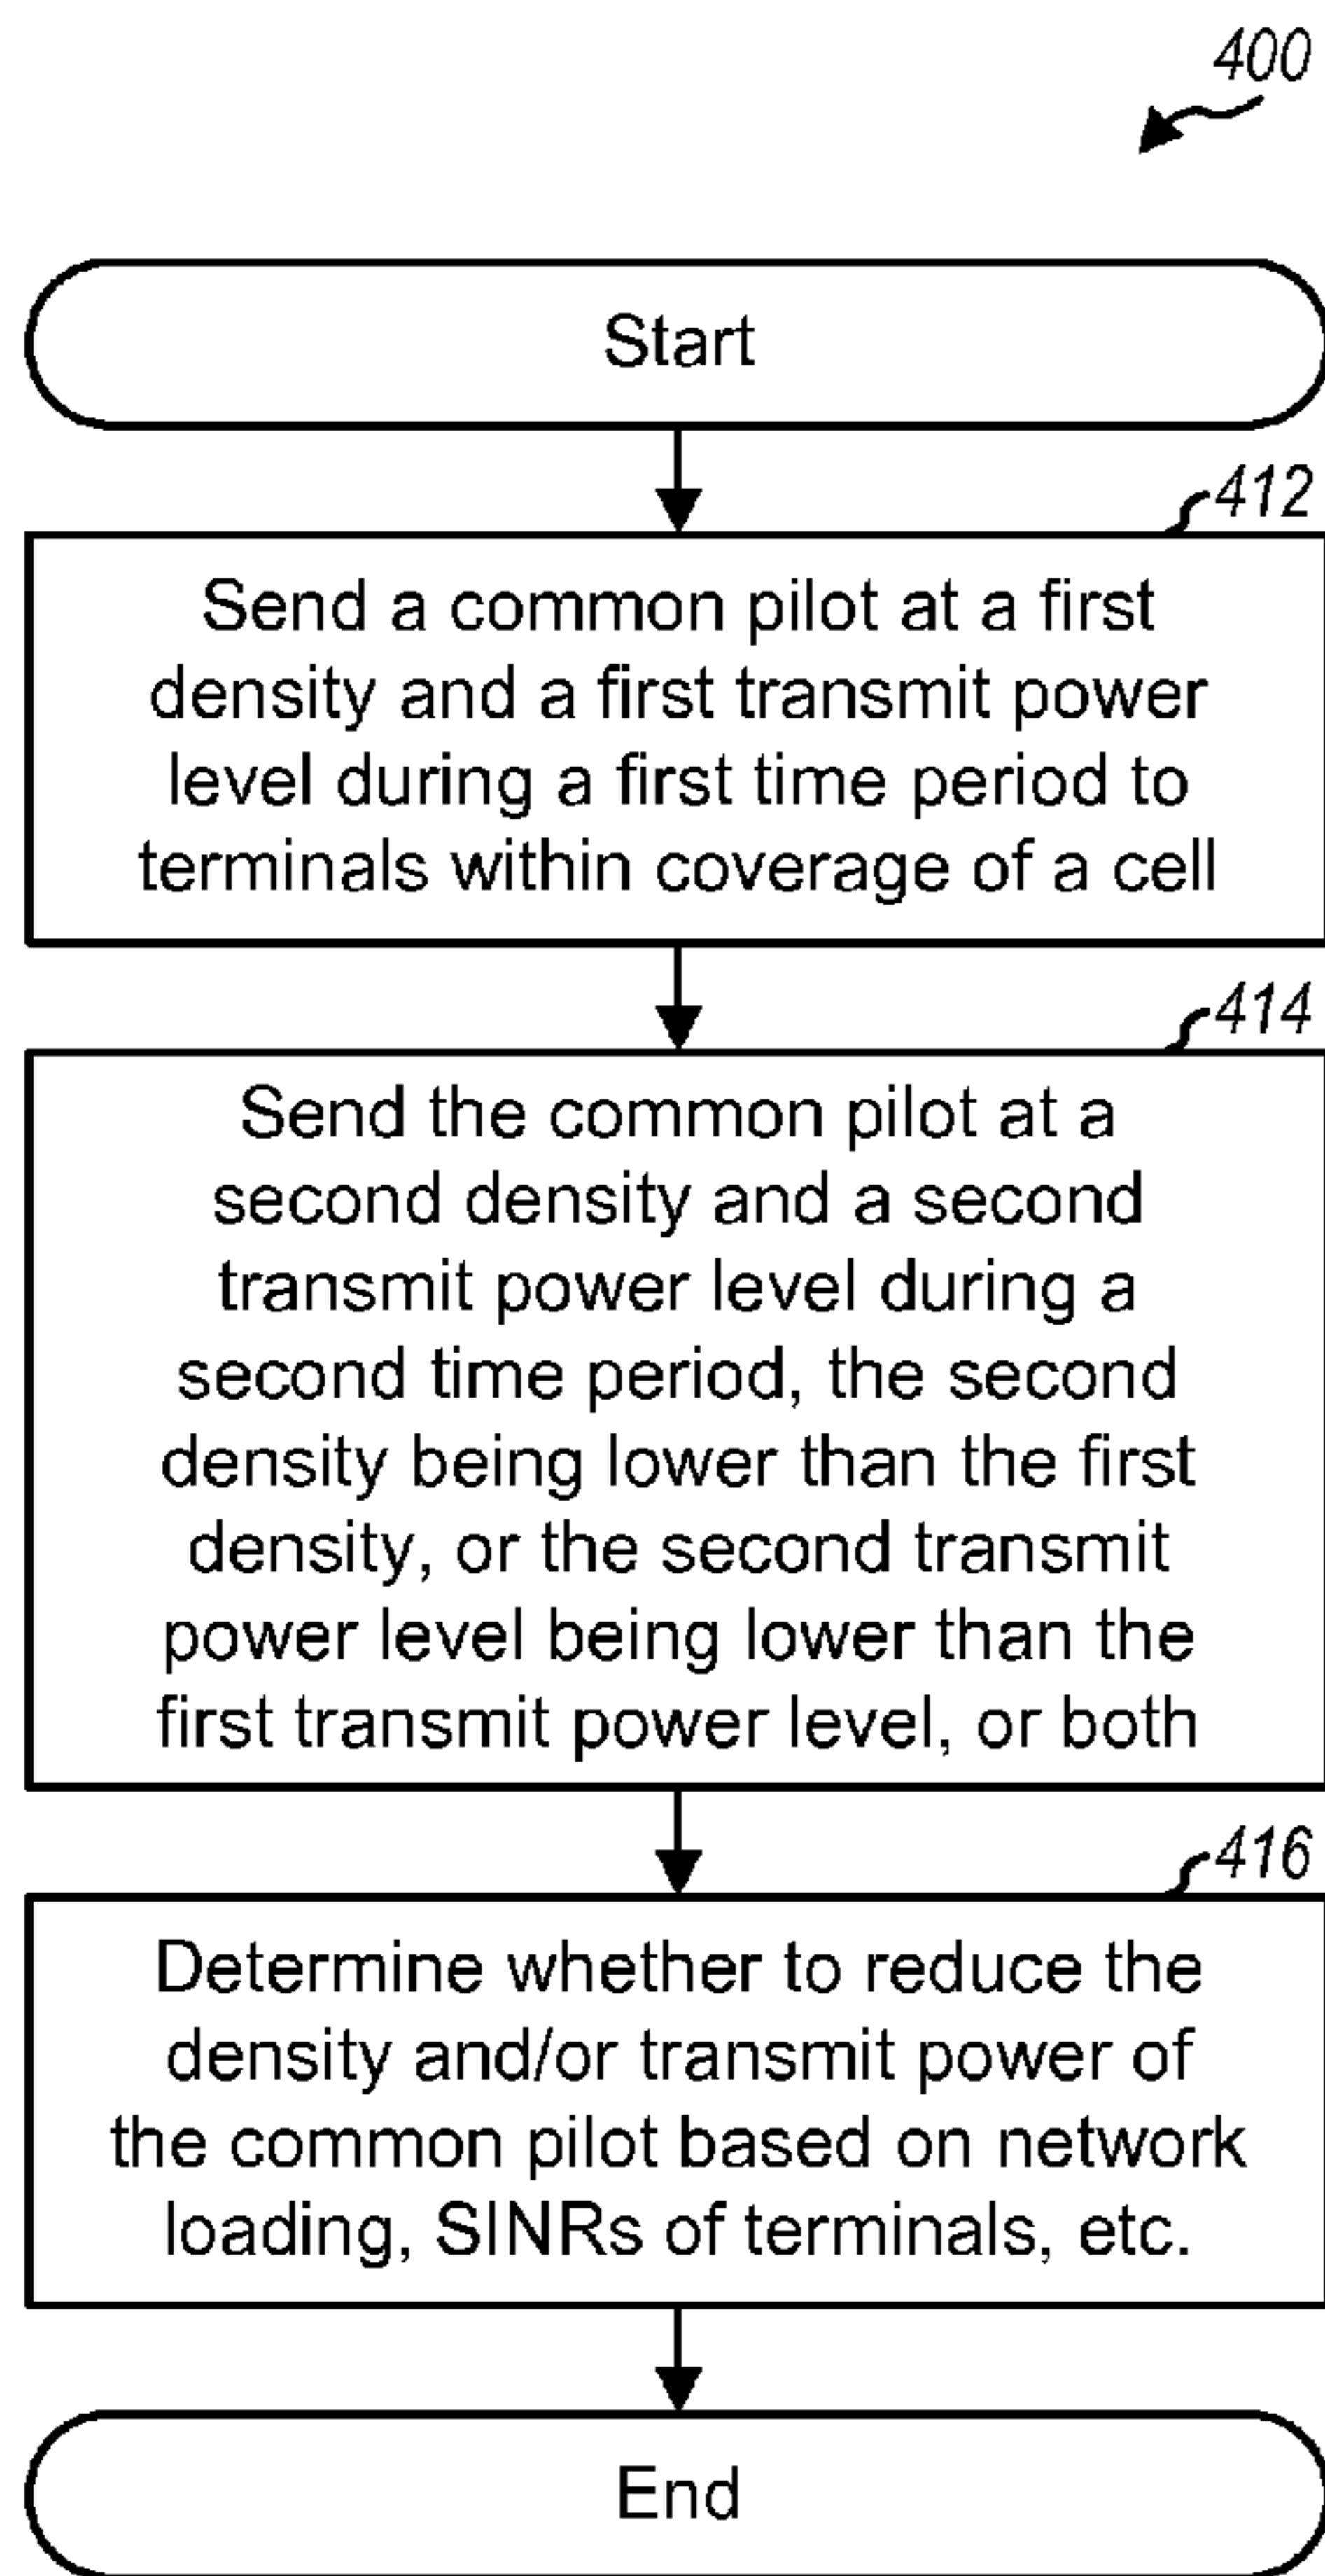 400
Start
412
Send a common pilot at a first
density and a first transmit power
level during a first time period to
terminals within coverage of a cell
414
Send the common pilot at a
second density and a second
transmit power level during a
second time period, the second
density being lower than the first
density, or the second transmit
power level being lower than the
first transmit power level, or both
416
Determine whether to reduce the
density and/or transmit power of
the common pilot based on network
loading, SINRs of terminals, etc.
End